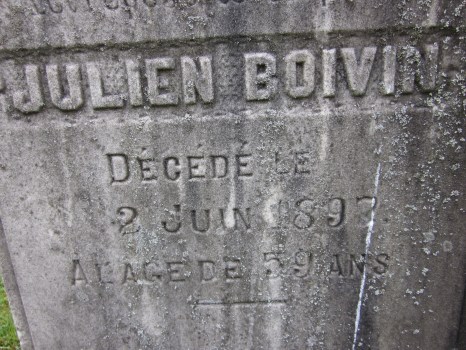 JULIEN BOIVIN
DÉCÉDÉ LE
2 JUIN 1897
A L'AGE DE 59 ANS